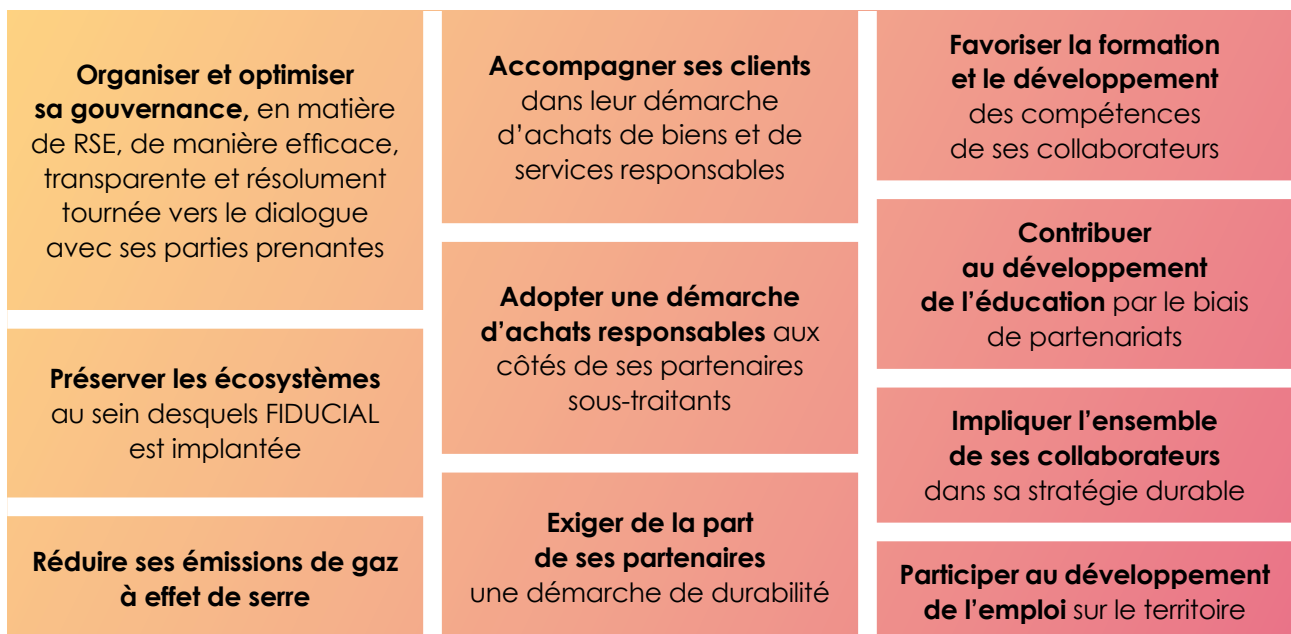 Organiser et optimiser
sa gouvernance, en matière
de RSE, de manière efficace,
transparente et résolument
tournée vers le dialogue
avec ses parties prenantes
Préserver les écosystèmes
au sein desquels FIDUCIAL
est implantée
Réduire ses émissions de gaz
à effet de serre
Accompagner ses clients
dans leur démarche
d’achats de biens et de
services responsables
Adopter une démarche
d’achats responsables aux
côtés de ses partenaires
sous-traitants
Exiger de la part
de ses partenaires
une démarche de durabilité
Favoriser la formation
et le développement
des compétences
de ses collaborateurs
Contribuer
au développement
de l’éducation par le biais
de partenariats
Impliquer l’ensemble
de ses collaborateurs
dans sa stratégie durable
Participer au développement
de l’emploi sur le territoire